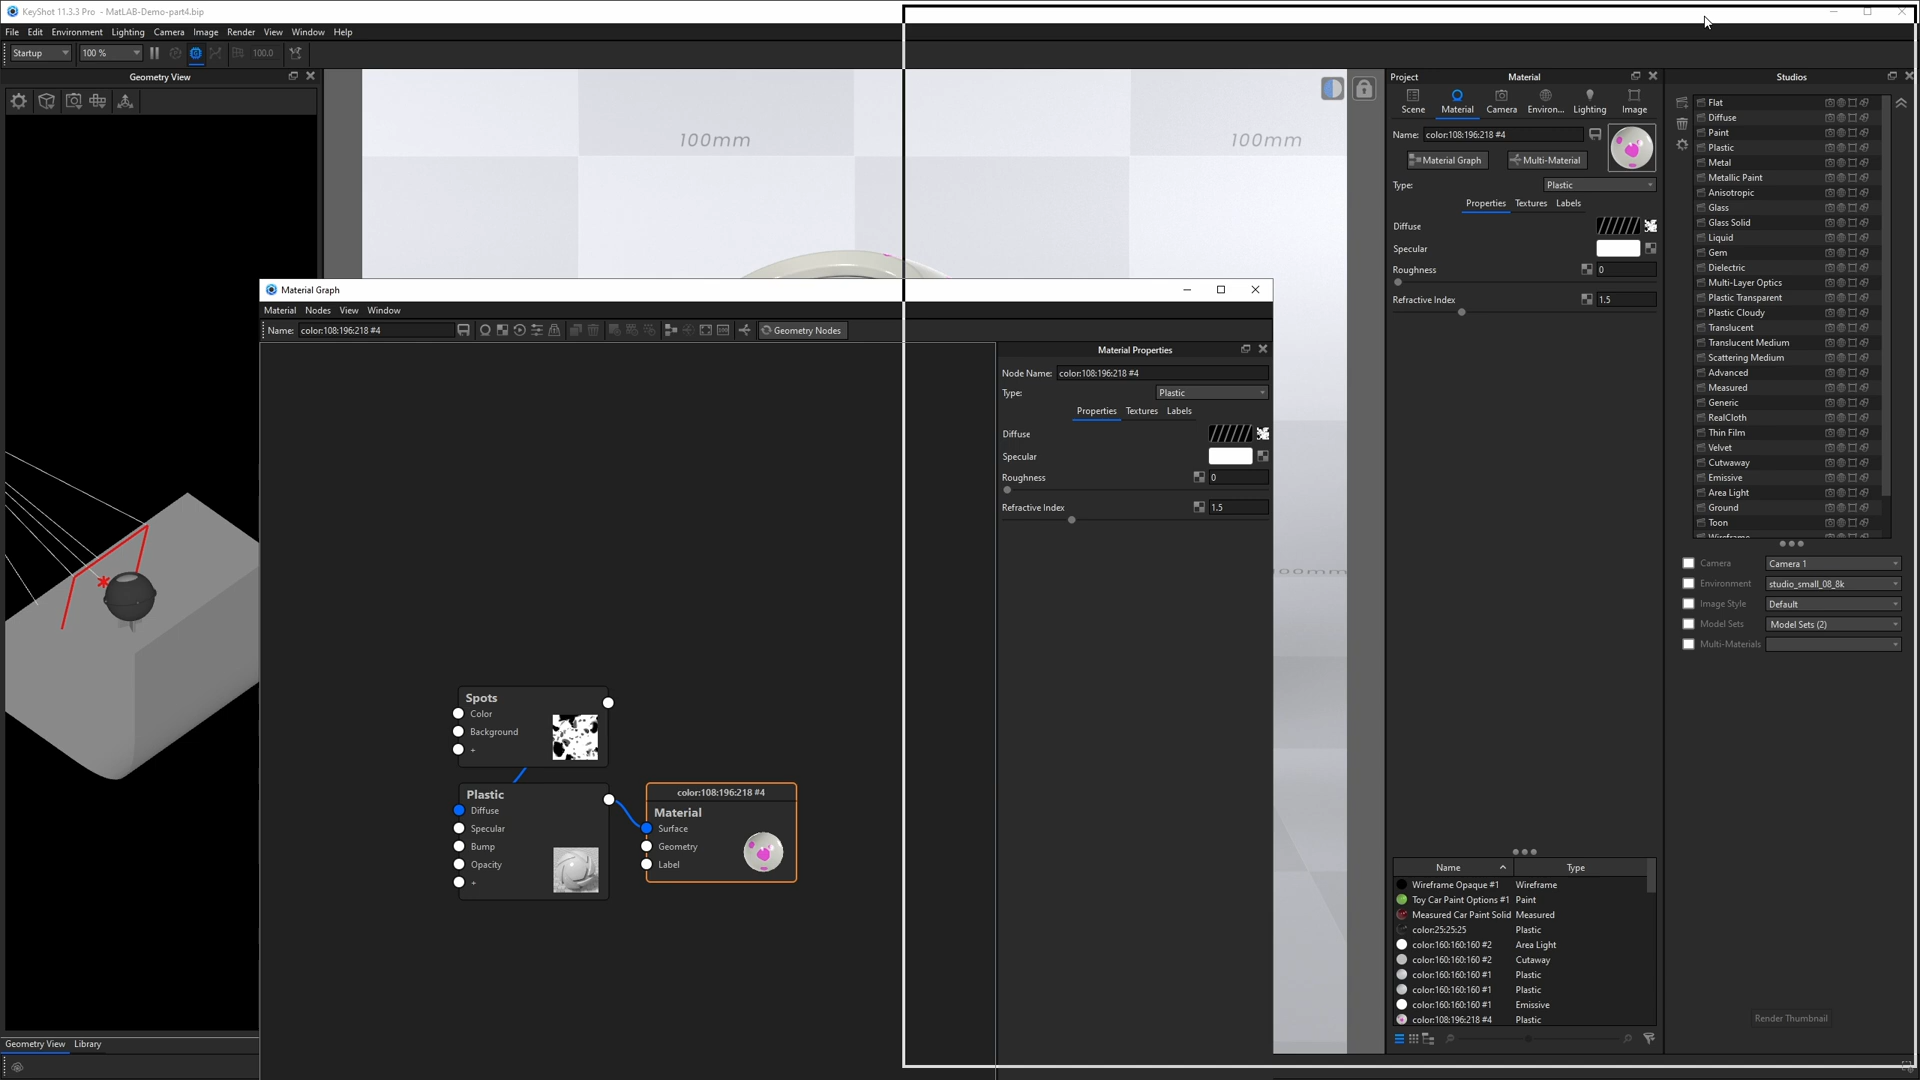 KeyShot 11.3.3 Pro - MatLAB-Demo-part4.bip
File Edit Environment Lighting Camera Image Render View Window Help
Startup 100 % 100.0
Geometry View
Project Material
Studios
Scene Material Camera Environ... Lighting Image
Name: color:108:196:218 #4
Material Graph Multi-Material
Type: Plastic
Properties Textures Labels
Diffuse
Specular
Roughness 0
Refractive Index 1.5
100mm 100mm
Flat
Diffuse
Paint
Plastic
Metal
Metallic Paint
Anisotropic
Glass
Glass Solid
Liquid
Gem
Dielectric
Multi-Layer Optics
Plastic Transparent
Plastic Cloudy
Translucent
Translucent Medium
Scattering Medium
Advanced
Measured
Generic
RealCloth
Thin Film
Velvet
Cutwaway
Emissive
Area Light
Ground
Toon
Wireframe
Camera Camera 1
Environment studio_small_08_8k
Image Style Default
Model Sets Model Sets (2)
Multi-Materials
Render Thumbnail
Material Graph
Material Nodes View Window
Name: color:108:196:218 #4 Geometry Nodes
Material Properties
Node Name: color:108:196:218 #4
Type: Plastic
Properties Textures Labels
Diffuse
Specular
Roughness 0
Refractive Index 1.5
Spots
Color
Background
+
Plastic
Diffuse
Specular
Bump
Opacity
+
color:108:196:218 #4
Material
Surface
Geometry
Label
Name Type
Wireframe Opaque #1 Wireframe
Toy Car Paint Options #1 Paint
Measured Car Paint Solid Measured
color:25:25:25 Plastic
color:160:160:160 #2 Area Light
color:160:160:160 #2 Cutaway
color:160:160:160 #1 Plastic
color:160:160:160 #1 Plastic
color:160:160:160 #1 Emissive
color:108:196:218 #4 Plastic
Geometry View Library